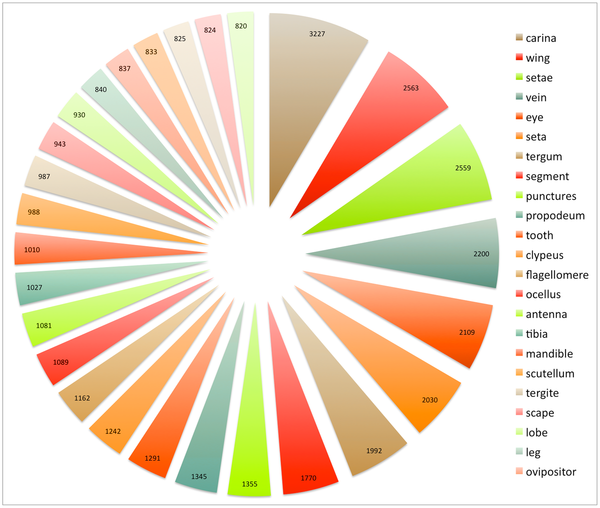 3227
2563
2559
2200
2109
2030
1992
1770
1355
1345
1291
1242
1162
1089
1081
1027
1010
988
987
943
930
840
837
833
825
824
820
carina
wing
setae
vein
eye
seta
tergum
segment
punctures
propodeum
tooth
clypeus
flagellomere
ocellus
antenna
tibia
mandible
scutellum
tergite
scape
lobe
leg
ovipositor